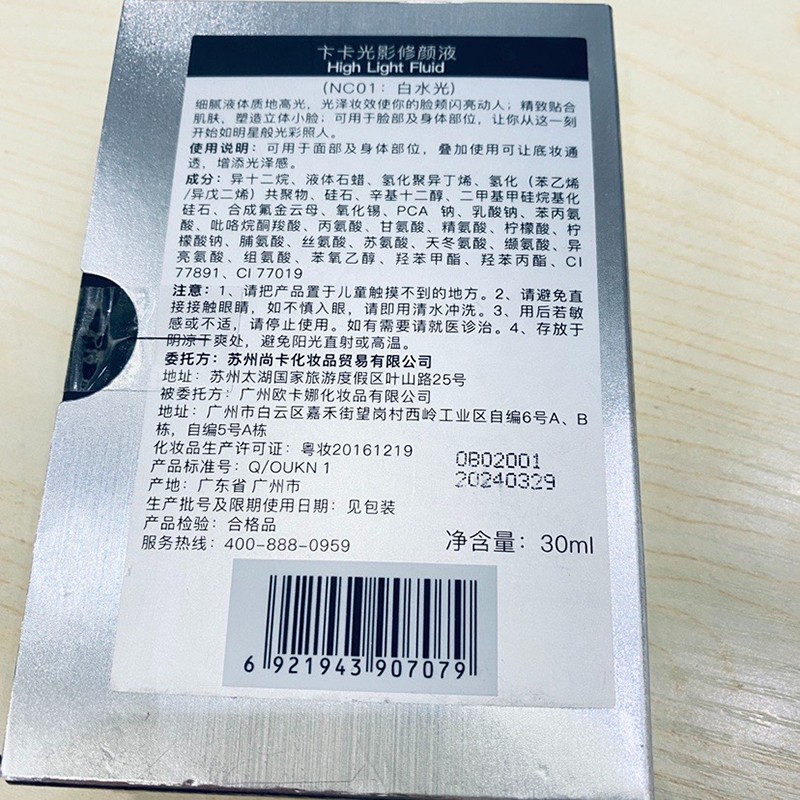 卞卡光影修颜液
High Light Fluid
(NC01：白水光)
细腻液体质地高光，光泽妆效使你的脸颊闪亮动人；精致贴合
肌肤，塑造立体小脸；可用于脸部及身体部位，让你从这一刻
开始如明星般光彩照人。
使用说明：可用于面部及身体部位，叠加使用可让底妆通
透，增添光泽感。
成分：异十二烷、液体石蜡、氢化聚异丁烯、氢化（苯乙烯
/异戊二烯）共聚物、硅石、辛基十二醇、二甲基甲硅烷基化
硅石、合成氟金云母、氧化锡、PCA 钠、乳酸钠、苯丙氨
酸、吡咯烷酮羧酸、丙氨酸、甘氨酸、精氨酸、柠檬酸、柠
檬酸钠、脯氨酸、丝氨酸、苏氨酸、天冬氨酸、缬氨酸、异
亮氨酸、组氨酸、苯氧乙醇、羟苯甲酯、羟苯丙酯、CI
77891、CI 77019
注意：1、请把产品置于儿童触摸不到的地方。2、请避免直
接接触眼睛，如不慎入眼，请即用清水冲洗。3、用后若敏
感或不适，请停止使用。如有需要请就医诊治。4、存放于
阴凉干爽处，避免阳光直射或高温。
委托方：苏州尚卡化妆品贸易有限公司
地址：苏州太湖国家旅游度假区叶山路25号
被委托方：广州欧卡娜化妆品有限公司
地址：广州市白云区嘉禾街望岗村西岭工业区自编6号A、B
栋，自编5号A栋
化妆品生产许可证：粤妆20161219
产品标准号：Q/OUKN 1
产地：广东省 广州市
生产批号及限期使用日期：见包装
产品检验：合格品
服务热线：400-888-0959
0B02001
20240329
净含量：30ml
6 921943 907079